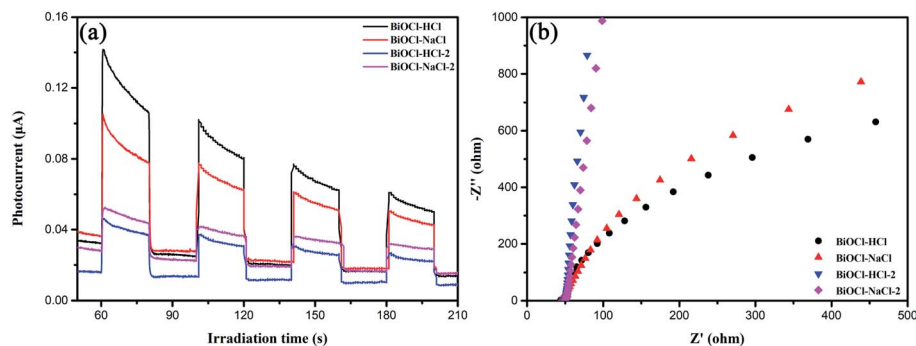 (a)
BiOCl-HCl
BiOCl-NaCl
BiOCl-HCl-2
BiOCl-NaCl-2
Photocurrent (μA)
0.16
0.12
0.08
0.04
0.00
60 90 120 150 180 210
Irradiation time (s)
(b)
-Z'' (ohm)
1000
800
600
400
200
0
BiOCl-HCl
BiOCl-NaCl
BiOCl-HCl-2
BiOCl-NaCl-2
0 100 200 300 400 500
Z' (ohm)